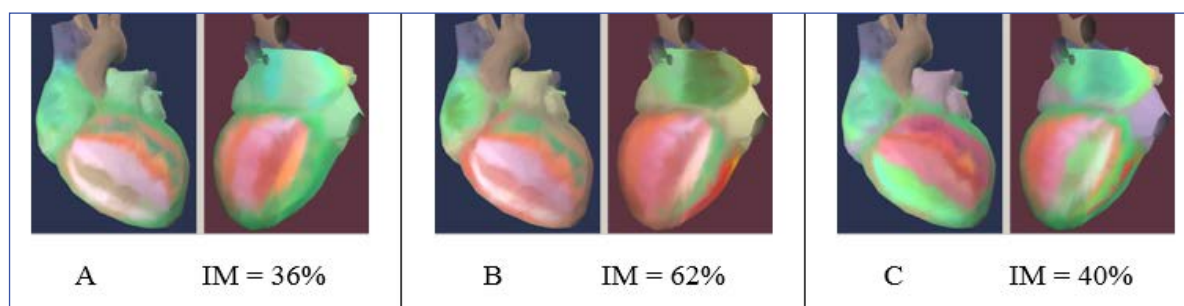 A IM = 36%
B IM = 62%
C IM = 40%